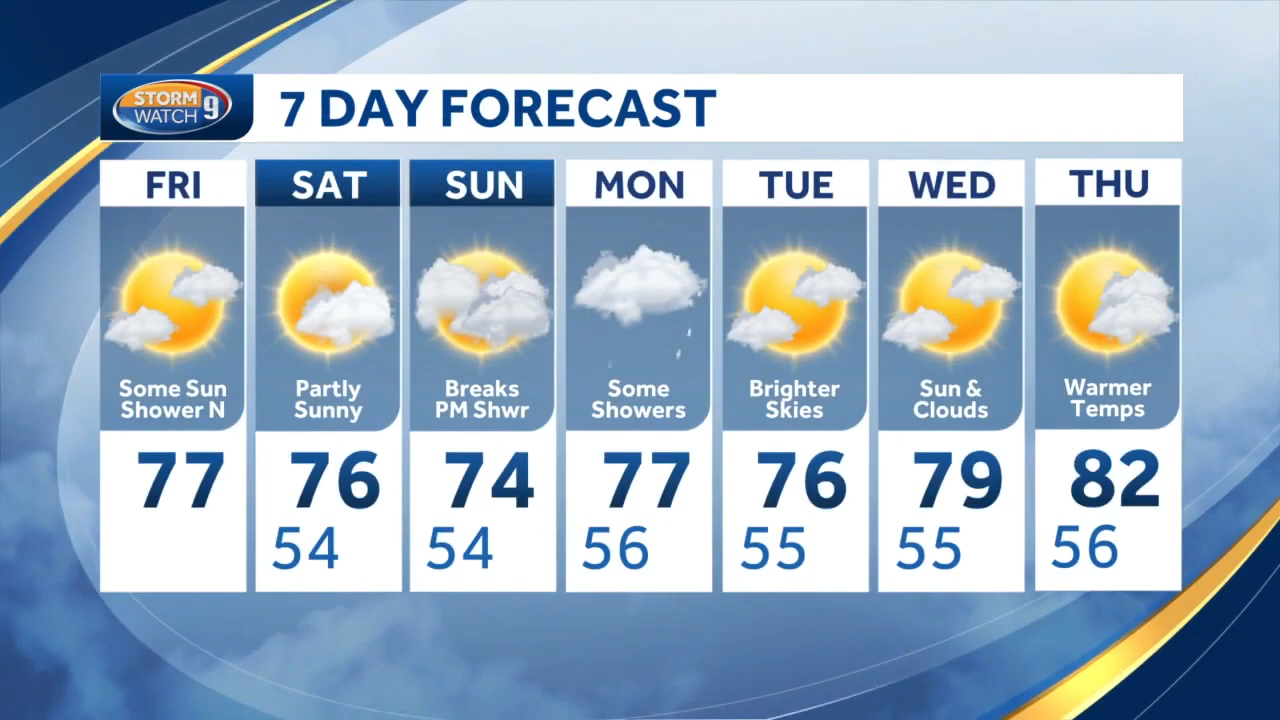 STORM
WATCH 9
7 DAY FORECAST
FRI
Some Sun
Shower N
77
SAT
Partly
Sunny
76
54
SUN
Breaks
PM Shwr
74
54
MON
Some
Showers
77
56
TUE
Brighter
Skies
76
55
WED
Sun &
Clouds
79
55
THU
Warmer
Temps
82
56